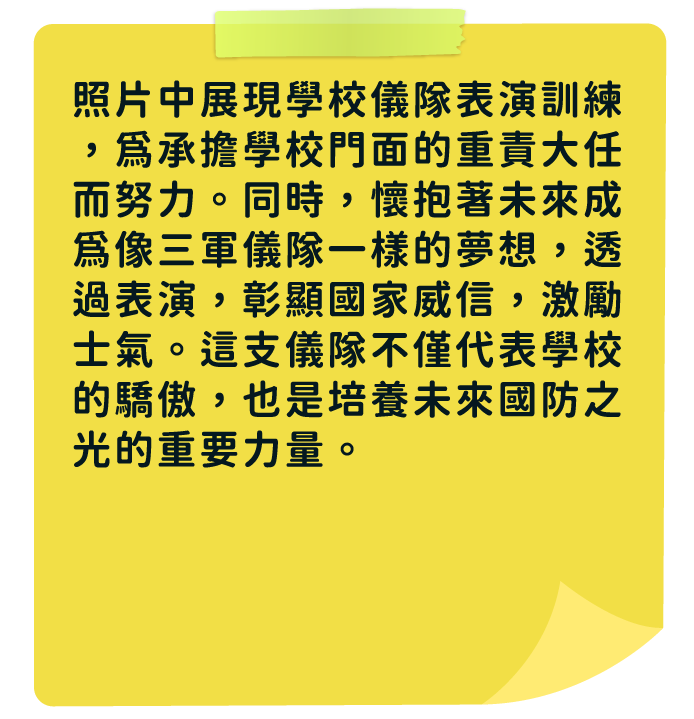 照片中展現學校儀隊表演訓練
，爲承擔學校門面的重責大任
而努力。同時，懷抱著未來成
爲像三軍儀隊一樣的夢想，透
過表演，彰顯國家威信，激勵
士氣。這支儀隊不僅代表學校
的驕傲，也是培養未來國防之
光的重要力量。